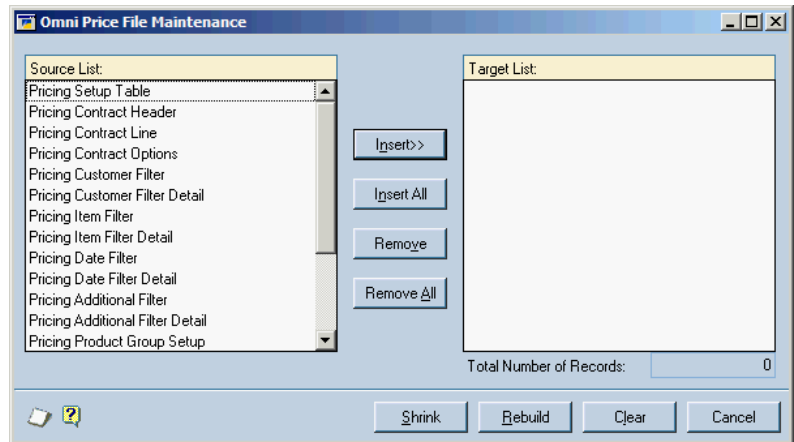 Omni Price File Maintenance
Source List:
Pricing Setup Table
Pricing Contract Header
Pricing Contract Line
Pricing Contract Options
Pricing Customer Filter
Pricing Customer Filter Detail
Pricing Item Filter
Pricing Item Filter Detail
Pricing Date Filter
Pricing Date Filter Detail
Pricing Additional Filter
Pricing Additional Filter Detail
Pricing Product Group Setup
Insert>>
Insert All
Remove
Remove All
Target List:
Total Number of Records: 0
Shrink Rebuild Clear Cancel